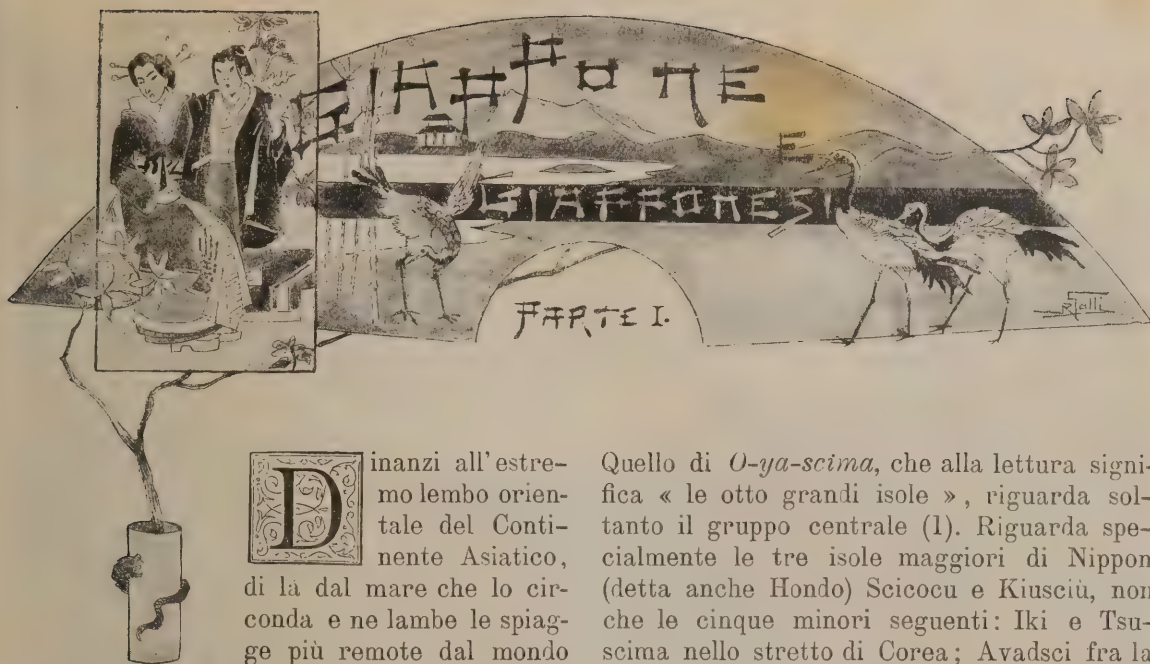 GIAPPONE
E
GIAPPONESI
PARTE I.
Dinanzi all'estre-
mo lembo orien-
tale del Conti-
nente Asiatico,
di là dal mare che lo cir-
conda e ne lambe le spiag-
ge più remote dal mondo
Quello di O-ya-scima, che alla lettura signi-
fica « le otto grandi isole », riguarda sol-
tanto il gruppo centrale (1). Riguarda spe-
cialmente le tre isole maggiori di Nippon
(detta anche Hondo) Scicocu e Kiusciù, non
che le cinque minori seguenti: Iki e Tsu-
scima nello stretto di Corea; Avadsci fra la